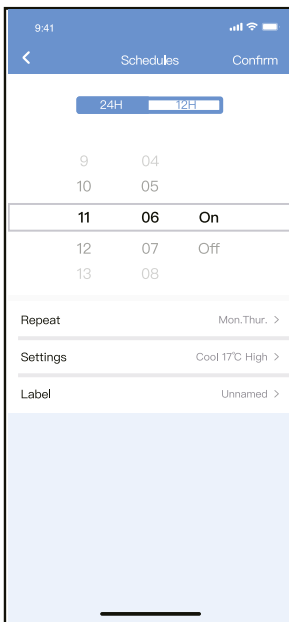 9:41
Schedules Confirm
24H 12H
9 04
10 05
11 06 On
12 07 Off
13 08
Repeat Mon.Thur. >
Settings Cool 17℃ High >
Label Unnamed >